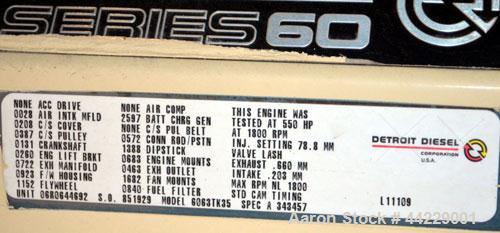 SERIES 60
NONE ACC DRIVE
0028 AIR INTK MFLD
0208 C/S COVER
0387 C/S PULLEY
0131 CRANKSHAFT
0260 ENG LIFT BRKT
0722 EXH MANIFOLD
0923 F/W HOUSING
1152 FLYWHEEL
NONE AIR COMP
2597 BATT CHRG GEN
NONE C/S PUL BELT
0572 CONN ROD/PSTN
1388 DIPSTICK
0683 ENGINE MOUNTS
0463 EXH OUTLET
1682 FAN MOUNTS
0840 FUEL FILTER
THIS ENGINE WAS
TESTED AT 550 HP
AT 1800 RPM
INJ. SETTING 78.8 MM
VALVE LASH
EXHAUST .660 MM
INTAKE .203 MM
MAX RPM NL 1800
STD CAM TIMING
UNIT 06R0644692 S.O. 851929 MODEL 6063TK35 SPEC A 343457
DETROIT DIESEL
CORPORATION
U.S.A.
L11109
Aaron Stock # 44229001